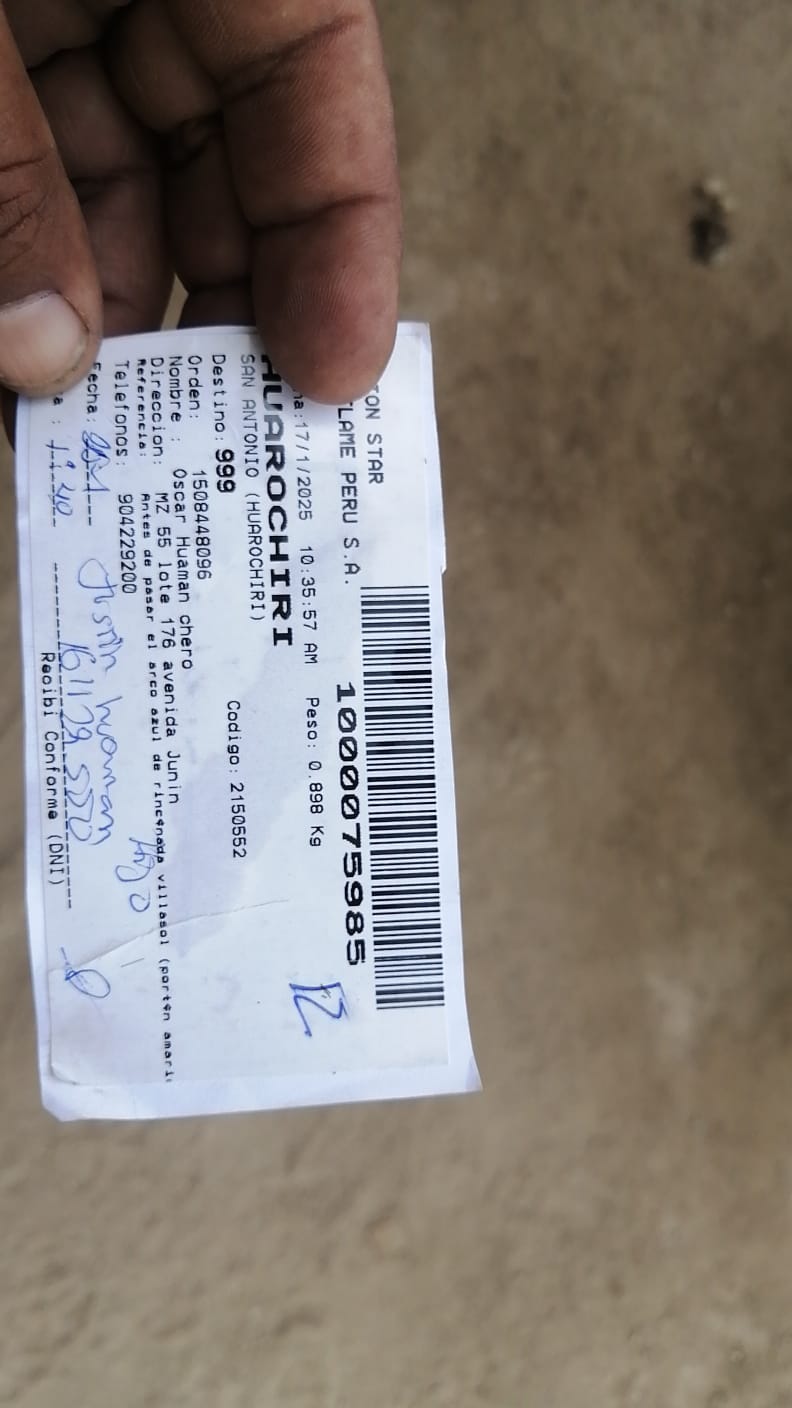 ON STAR
LAME PERU S.A.
1000075985
a:17/1/2025 10:35:57 AM Peso: 0.898 Kg
HUAROCHIRI
SAN ANTONIO (HUAROCHIRI)
Destino: 999 Codigo: 2150552
Orden: 1508448096
Nombre : Oscar Huaman chero
Direccion: MZ 55 lote 176 avenida Junin
Referencia: Antes de pasar el arco azul de rinconada villasol (porton amari
Telefonos: 904229200
Hijo
Fecha:
Huaman
a :
Recibi Conforme (DNI)